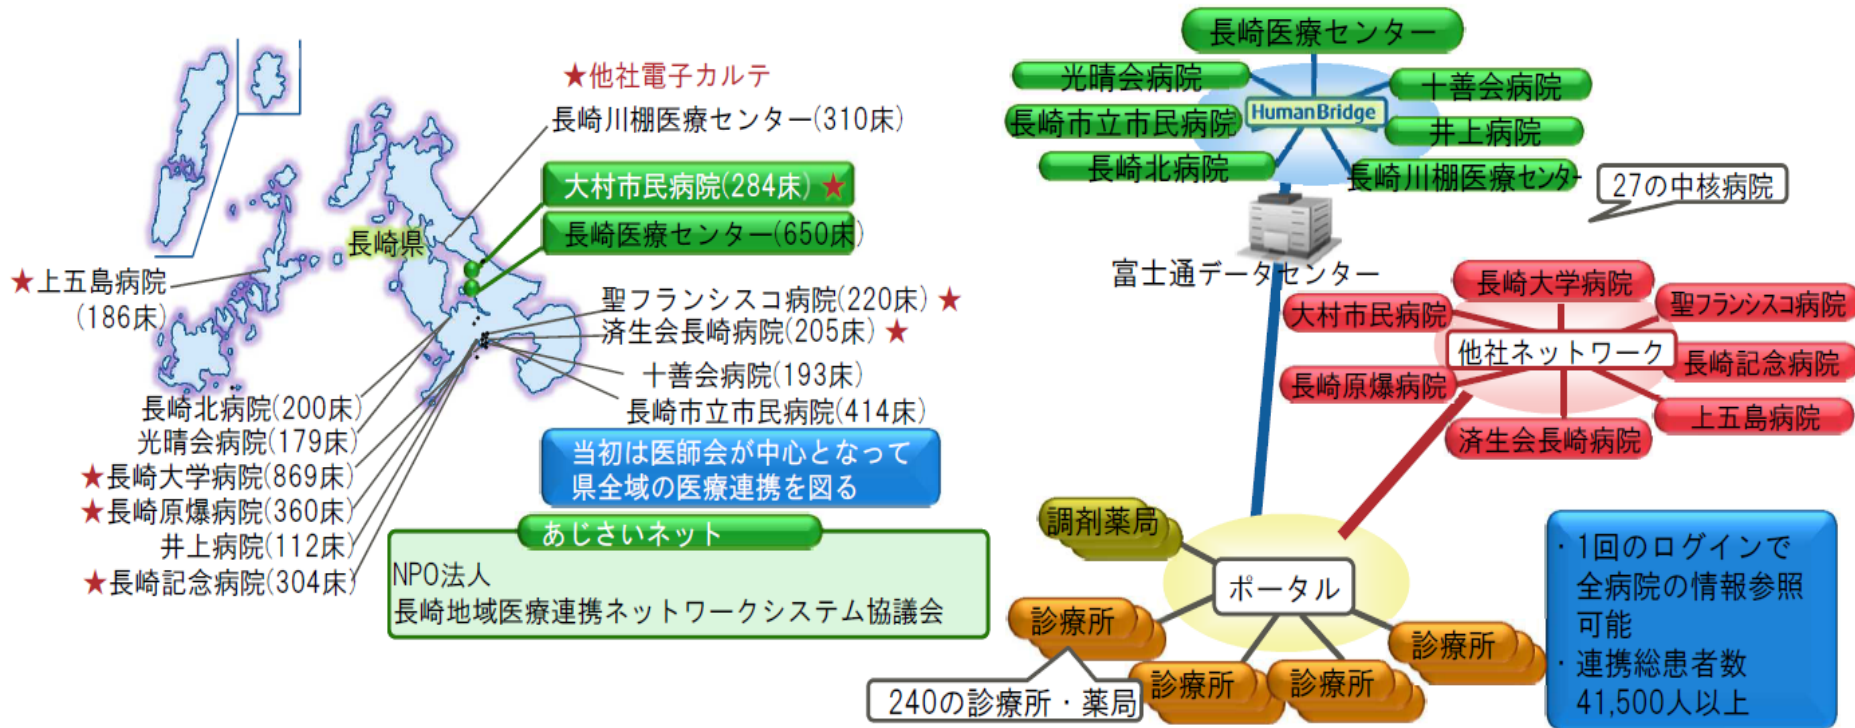 ★他社電子カルテ
長崎川棚医療センター(310床)
大村市民病院(284床)★
長崎医療センター(650床)
長崎県
★上五島病院
(186床)
聖フランシスコ病院(220床)★
済生会長崎病院(205床)★
十善会病院(193床)
長崎市立市民病院(414床)
長崎北病院(200床)
光晴会病院(179床)
★長崎大学病院(869床)
★長崎原爆病院(360床)
井上病院(112床)
★長崎記念病院(304床)
当初は医師会が中心となって
県全域の医療連携を図る
あじさいネット
NPO法人
長崎地域医療連携ネットワークシステム協議会
長崎医療センター
光晴会病院
十善会病院
HumanBridge
長崎市立市民病院
井上病院
長崎北病院
長崎川棚医療センター
27の中核病院
富士通データセンター
長崎大学病院
大村市民病院
聖フランシスコ病院
他社ネットワーク
長崎記念病院
長崎原爆病院
上五島病院
済生会長崎病院
調剤薬局
ポータル
診療所
診療所
診療所
診療所
240の診療所・薬局
・1回のログインで
全病院の情報参照
可能
・連携総患者数
41,500人以上